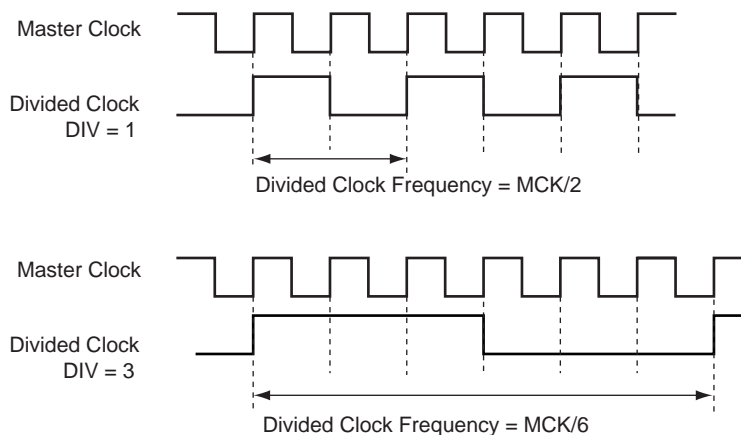 Master Clock
Divided Clock
DIV = 1
Divided Clock Frequency = MCK/2
Master Clock
Divided Clock
DIV = 3
Divided Clock Frequency = MCK/6